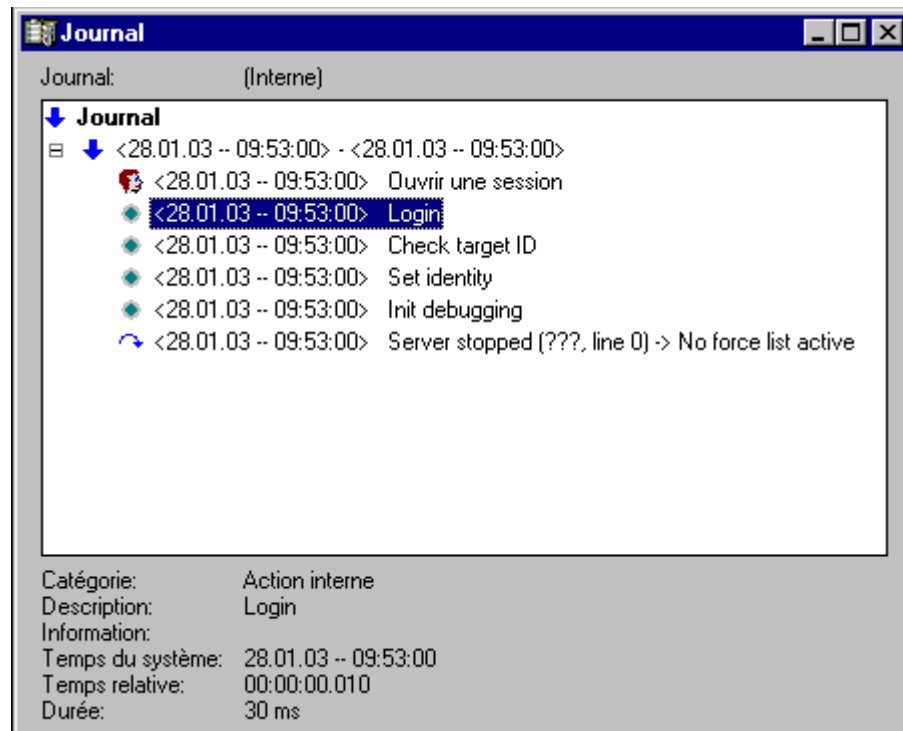 Journal
Journal: (Interne)
Journal
<28.01.03 -- 09:53:00> - <28.01.03 -- 09:53:00>
<28.01.03 -- 09:53:00> Ouvrir une session
<28.01.03 -- 09:53:00> Login
<28.01.03 -- 09:53:00> Check target ID
<28.01.03 -- 09:53:00> Set identity
<28.01.03 -- 09:53:00> Init debugging
<28.01.03 -- 09:53:00> Server stopped (???, line 0) -> No force list active
Catégorie: Action interne
Description: Login
Information:
Temps du système: 28.01.03 -- 09:53:00
Temps relative: 00:00:00.010
Durée: 30 ms